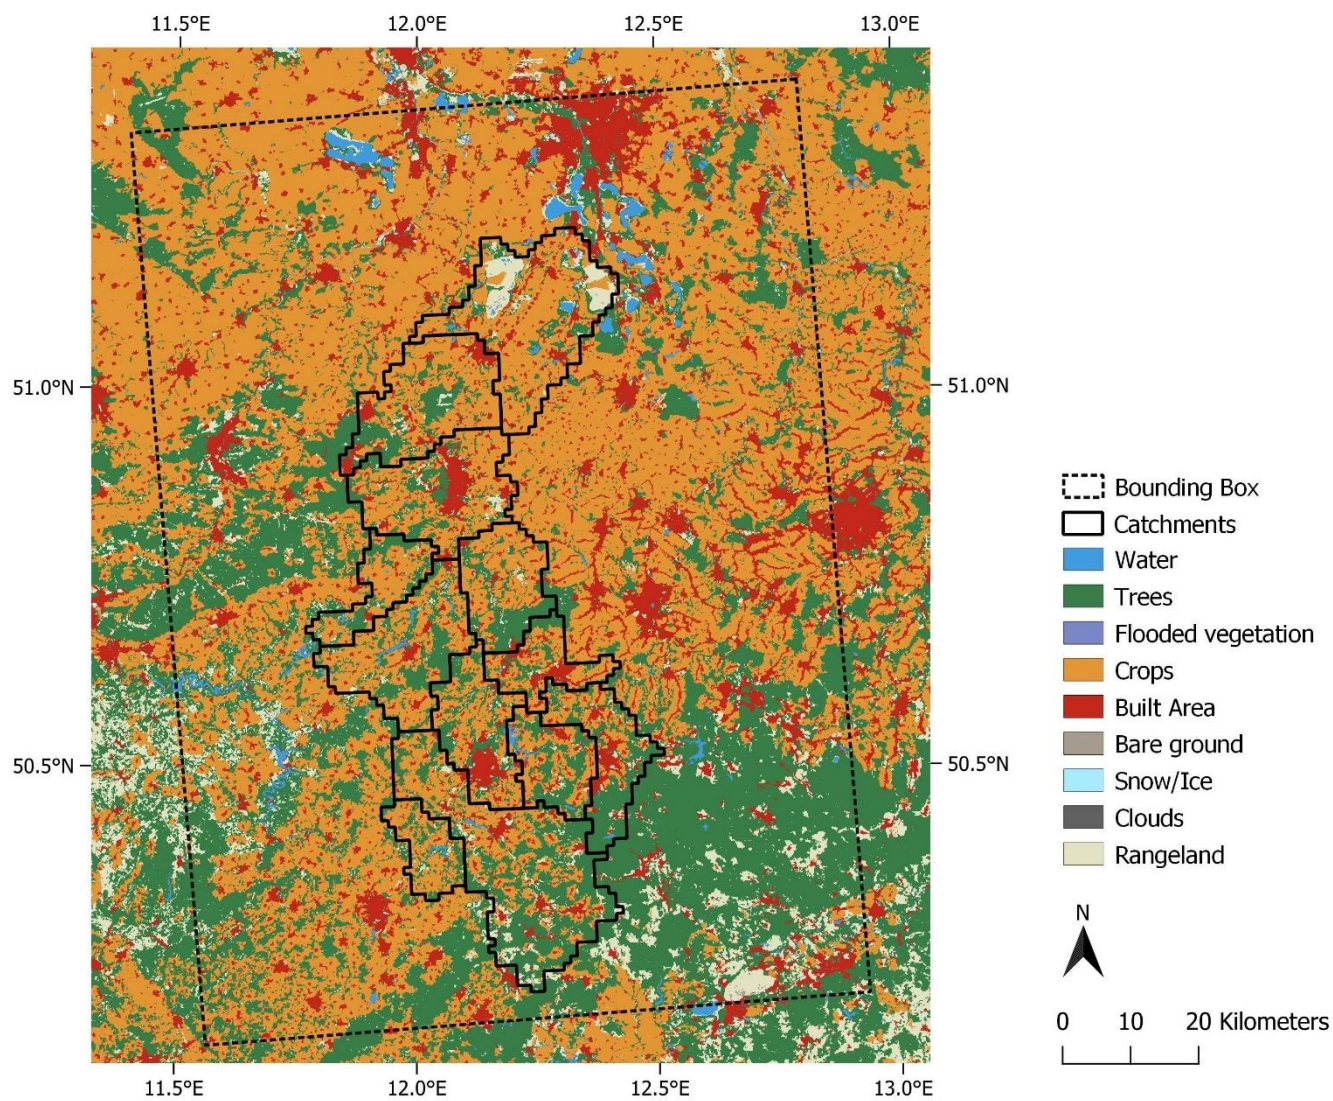 11.5°E 12.0°E 12.5°E 13.0°E
51.0°N 51.0°N
Bounding Box
Catchments
Water
Trees
Flooded vegetation
Crops
Built Area
50.5°N 50.5°N
Bare ground
Snow/Ice
Clouds
Rangeland
N
0 10 20 Kilometers
11.5°E 12.0°E 12.5°E 13.0°E